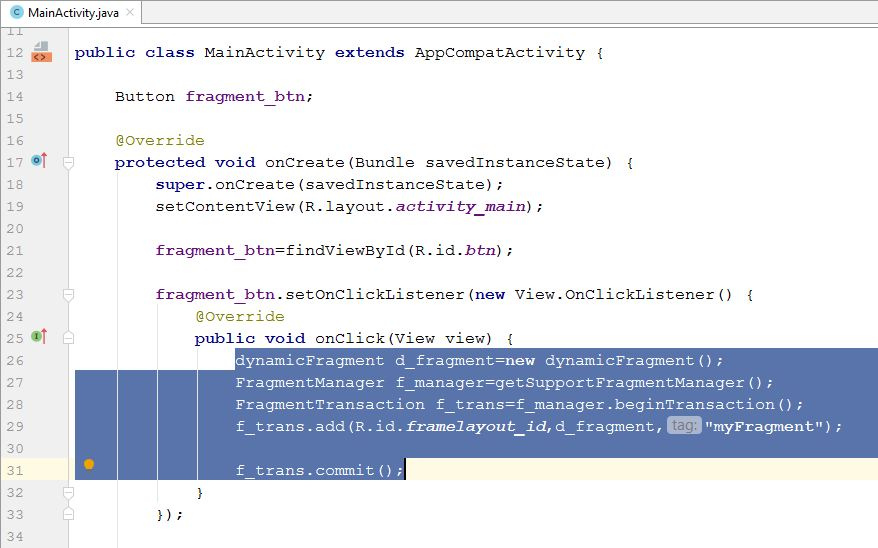 MainActivity.java
11
12 public class MainActivity extends AppCompatActivity {
13
14 Button fragment_btn;
15
16 @Override
17 protected void onCreate(Bundle savedInstanceState) {
18 super.onCreate(savedInstanceState);
19 setContentView(R.layout.activity_main);
20
21 fragment_btn=findViewById(R.id.btn);
22
23 fragment_btn.setOnClickListener(new View.OnClickListener() {
24 @Override
25 public void onClick(View view) {
26 dynamicFragment d_fragment=new dynamicFragment();
27 FragmentManager f_manager=getSupportFragmentManager();
28 FragmentTransaction f_trans=f_manager.beginTransaction();
29 f_trans.add(R.id.framelayout_id,d_fragment, tag: "myFragment");
30
31 f_trans.commit();
32 }
33 });
34